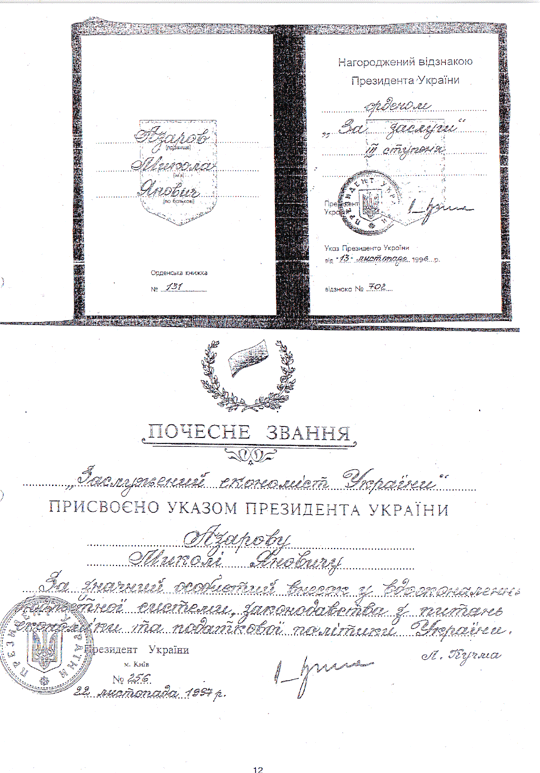 Азаров
(прізвище)
Микола
(ім'я)
Янович
(по батькові)
Орденська книжка
№ 131
Нагороджений відзнакою
Президента України
орденом
„За заслуги“
III ступеня
Президент
України
Указ Президента України
від "13" листопада 1996 р.
відзнака № 702
ПОЧЕСНЕ ЗВАННЯ
„Заслужений економіст України“
ПРИСВОЄНО УКАЗОМ ПРЕЗИДЕНТА УКРАЇНИ
Азарову
Миколі Яновичу
За значний особистий внесок у вдосконалення
системи, законодавства з питань
економіки та податкової політики України.
Президент України
Л. Кучма
м. Київ
№ 256
22 листопада 1997 р.
12